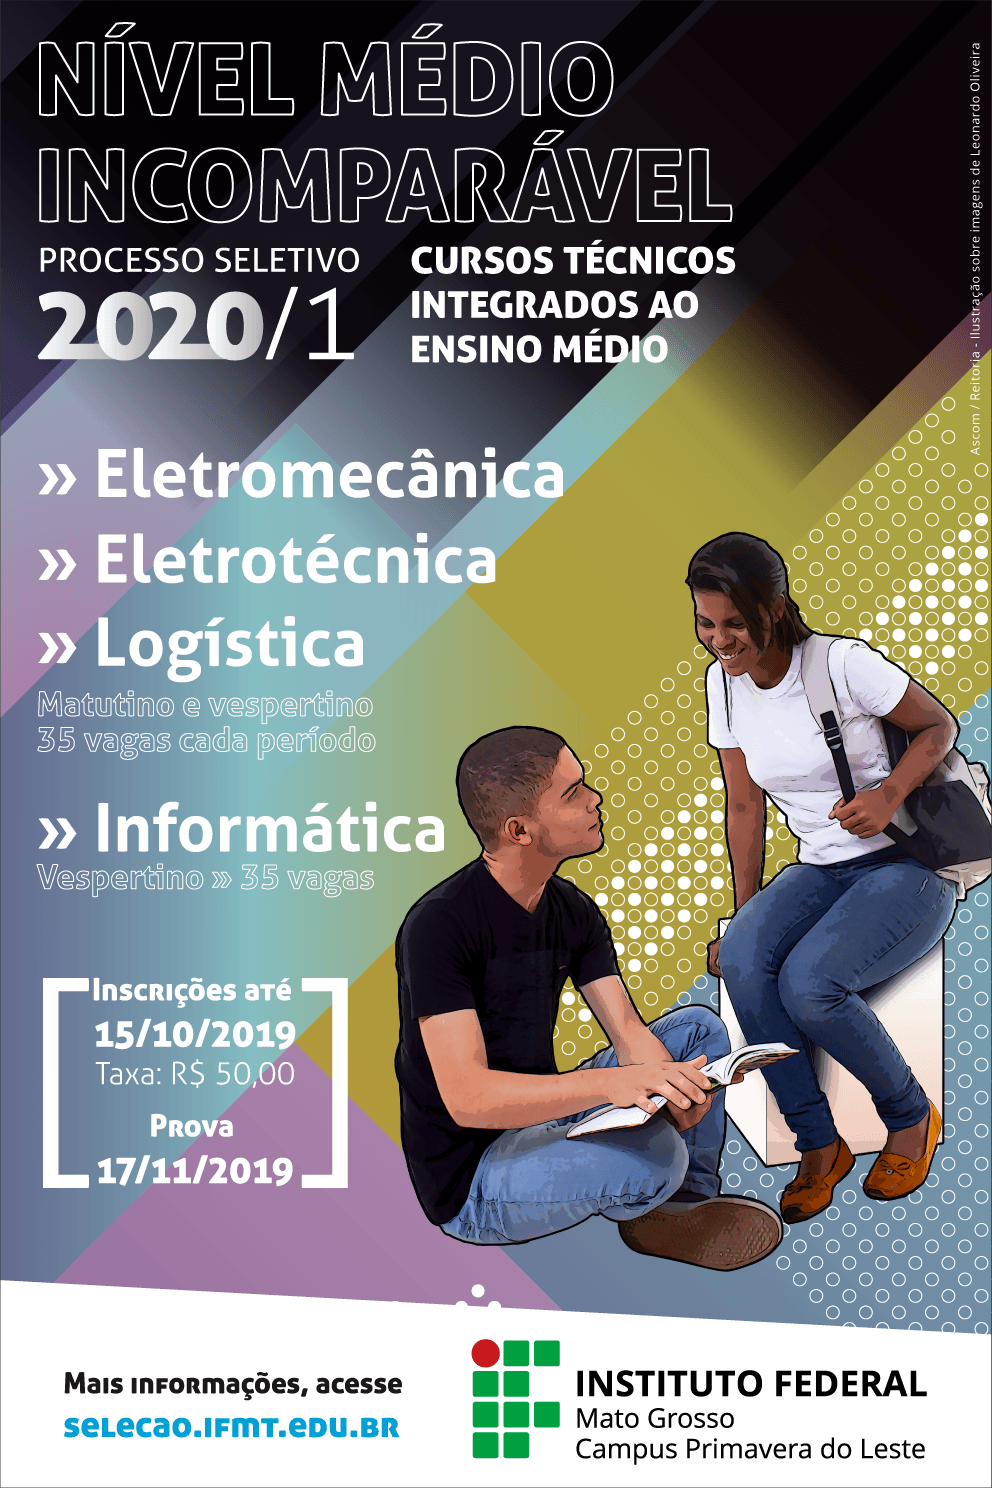 NÍVEL MÉDIO
INCOMPARÁVEL
PROCESSO SELETIVO
2020/1
CURSOS TÉCNICOS
INTEGRADOS AO
ENSINO MÉDIO
» Eletromecânica
» Eletrotécnica
» Logística
Matutino e vespertino
35 vagas cada período
» Informática
Vespertino » 35 vagas
Inscrições até
15/10/2019
Taxa: R$ 50,00
Prova
17/11/2019
Ascom / Reitoria - Ilustração sobre imagens de Leonardo Oliveira
Mais informações, acesse
selecao.ifmt.edu.br
INSTITUTO FEDERAL
Mato Grosso
Campus Primavera do Leste